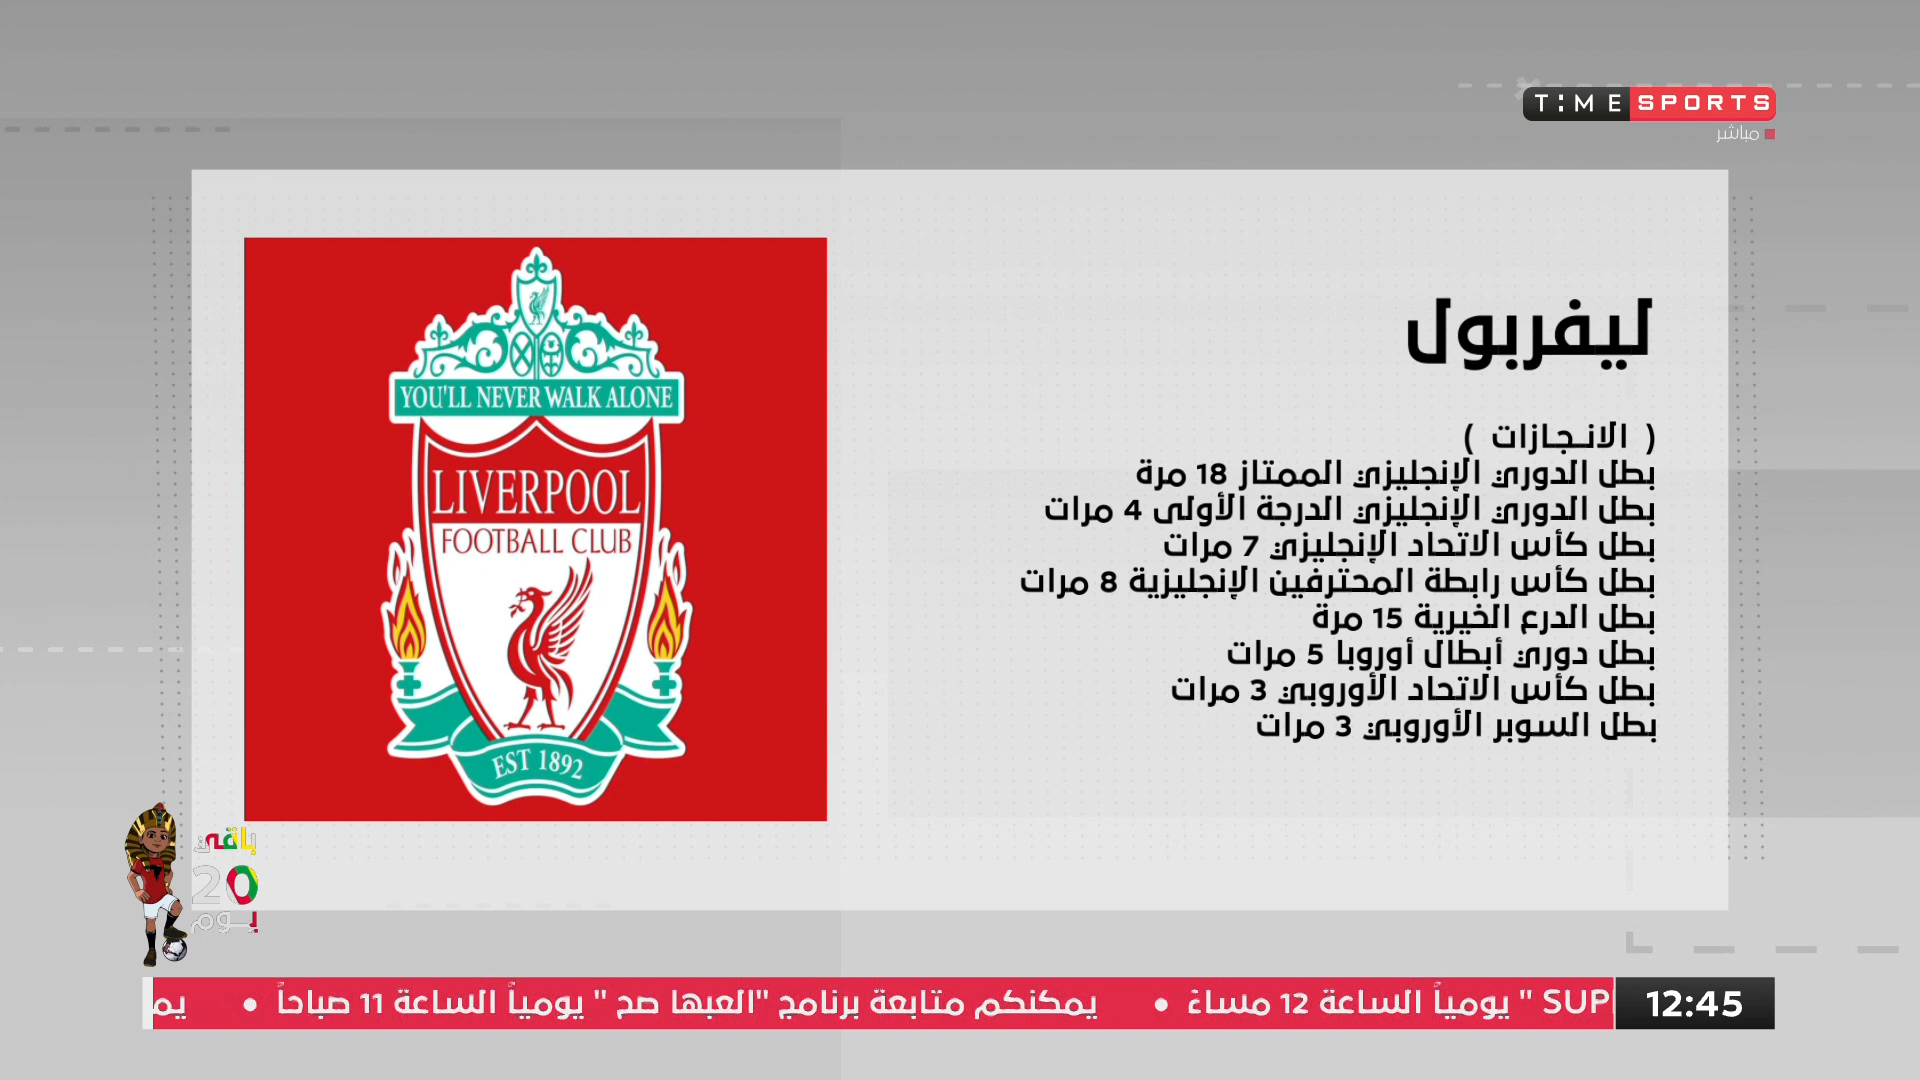 TIME SPORTS
مباشر
ليفربول
( الانجازات )
بطل الدوري الإنجليزي الممتاز 18 مرة
بطل الدوري الإنجليزي الدرجة الأولى 4 مرات
بطل كأس الاتحاد الإنجليزي 7 مرات
بطل كأس رابطة المحترفين الإنجليزية 8 مرات
بطل الدرع الخيرية 15 مرة
بطل دوري أبطال أوروبا 5 مرات
بطل كأس الاتحاد الأوروبي 3 مرات
بطل السوبر الأوروبي 3 مرات
YOU'LL NEVER WALK ALONE
LIVERPOOL
FOOTBALL CLUB
EST 1892
باقي
20
يوم
12:45
SUP " يومياً الساعة 12 مساءً • يمكنكم متابعة برنامج "العبها صح " يومياً الساعة 11 صباحاً •